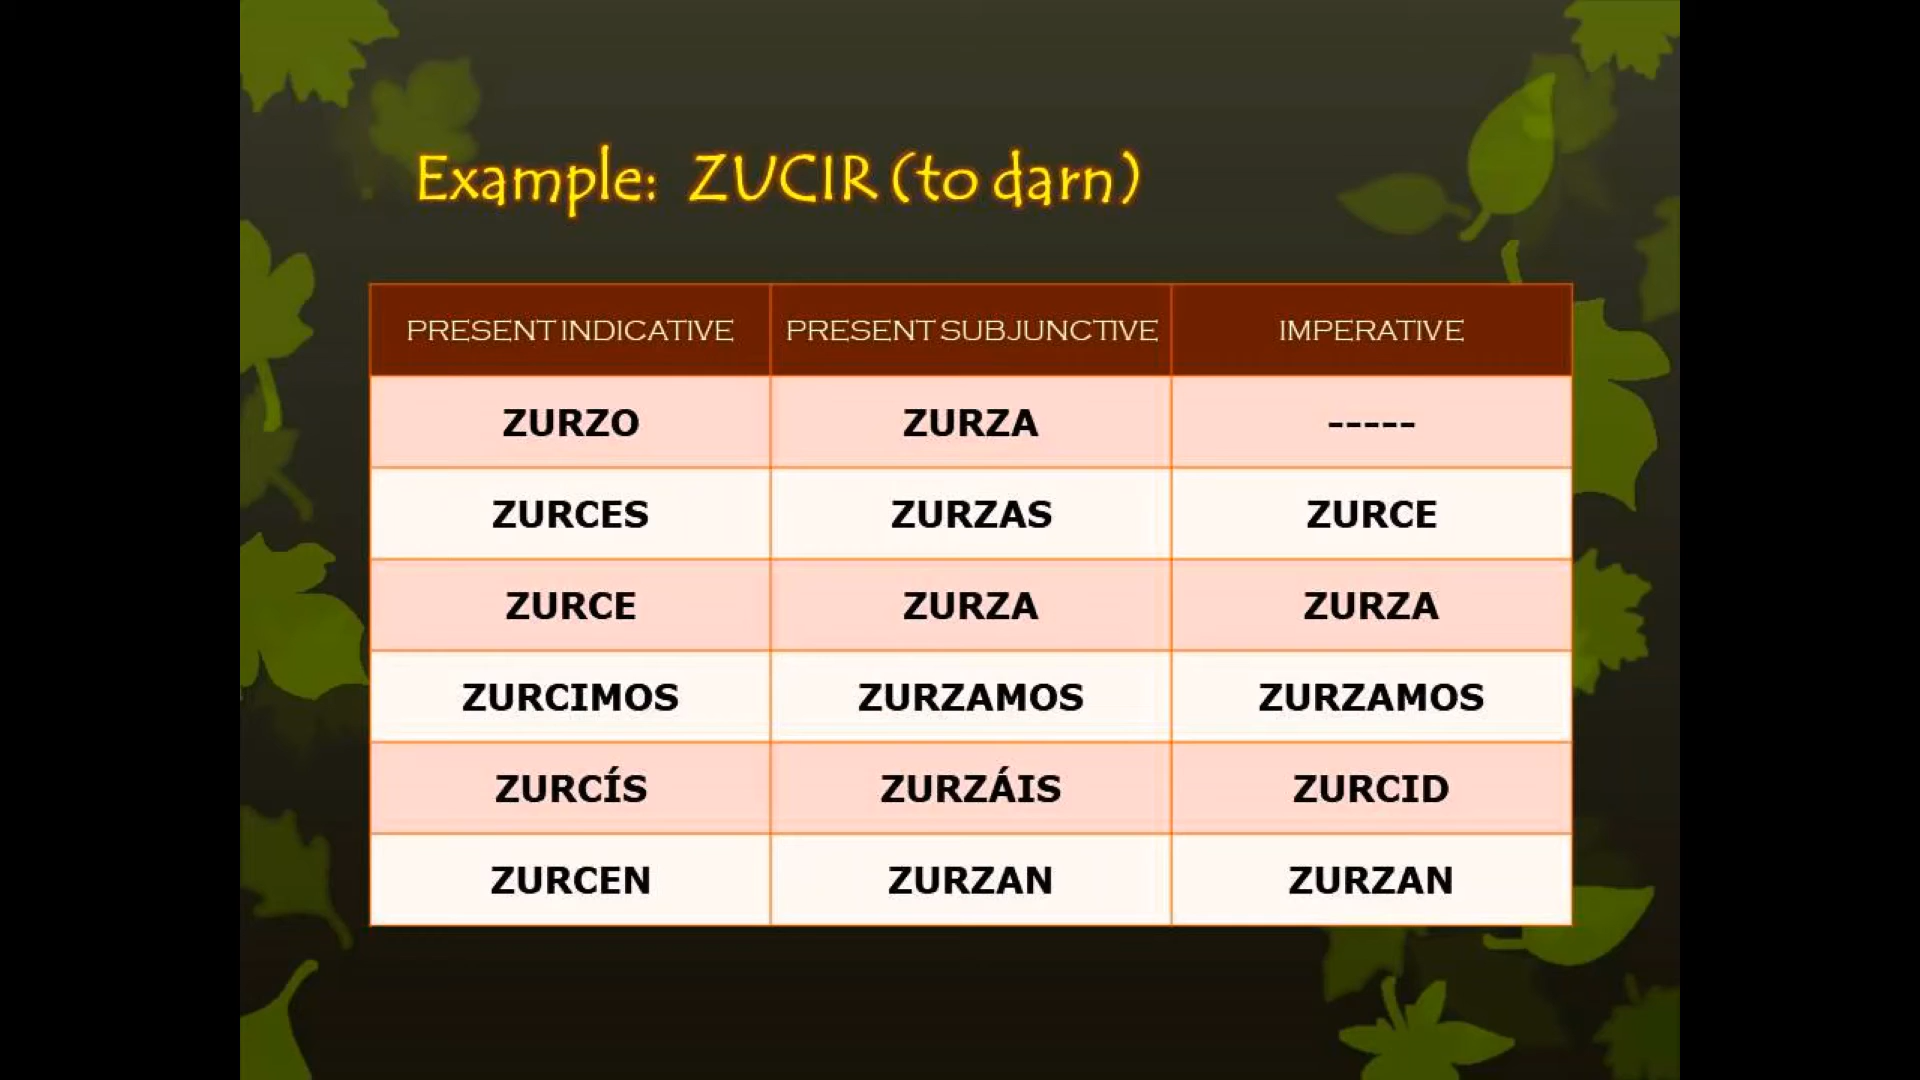 Example: ZUCIR (to darn)
PRESENT INDICATIVE PRESENT SUBJUNCTIVE IMPERATIVE
ZURZO ZURZA -----
ZURCES ZURZAS ZURCE
ZURCE ZURZA ZURZA
ZURCIMOS ZURZAMOS ZURZAMOS
ZURCÍS ZURZÁIS ZURCID
ZURCEN ZURZAN ZURZAN